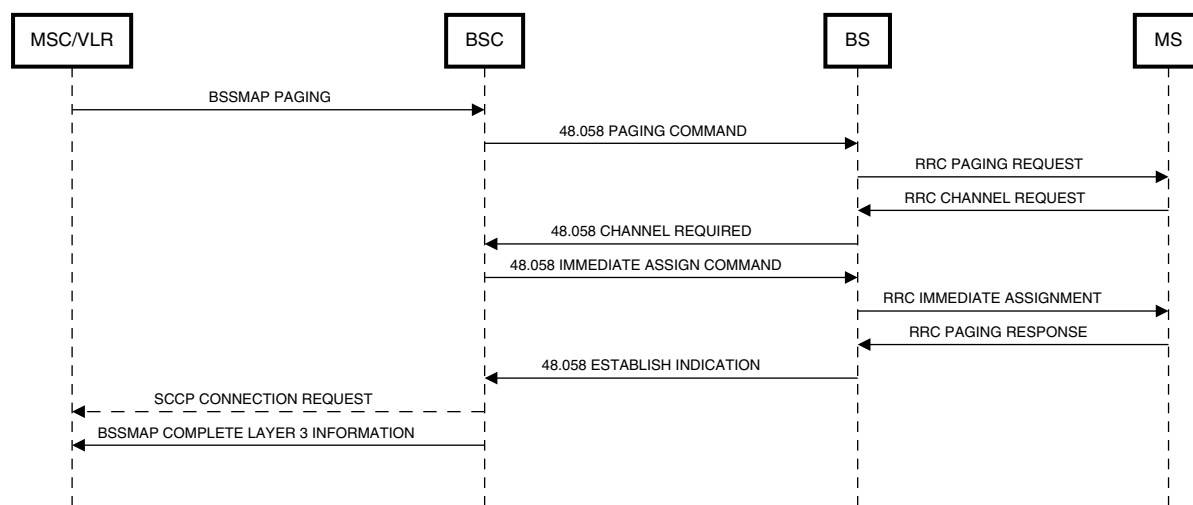 MSC/VLR
BSC
BS
MS
BSSMAP PAGING
48.058 PAGING COMMAND
RRC PAGING REQUEST
RRC CHANNEL REQUEST
48.058 CHANNEL REQUIRED
48.058 IMMEDIATE ASSIGN COMMAND
RRC IMMEDIATE ASSIGNMENT
RRC PAGING RESPONSE
48.058 ESTABLISH INDICATION
SCCP CONNECTION REQUEST
BSSMAP COMPLETE LAYER 3 INFORMATION